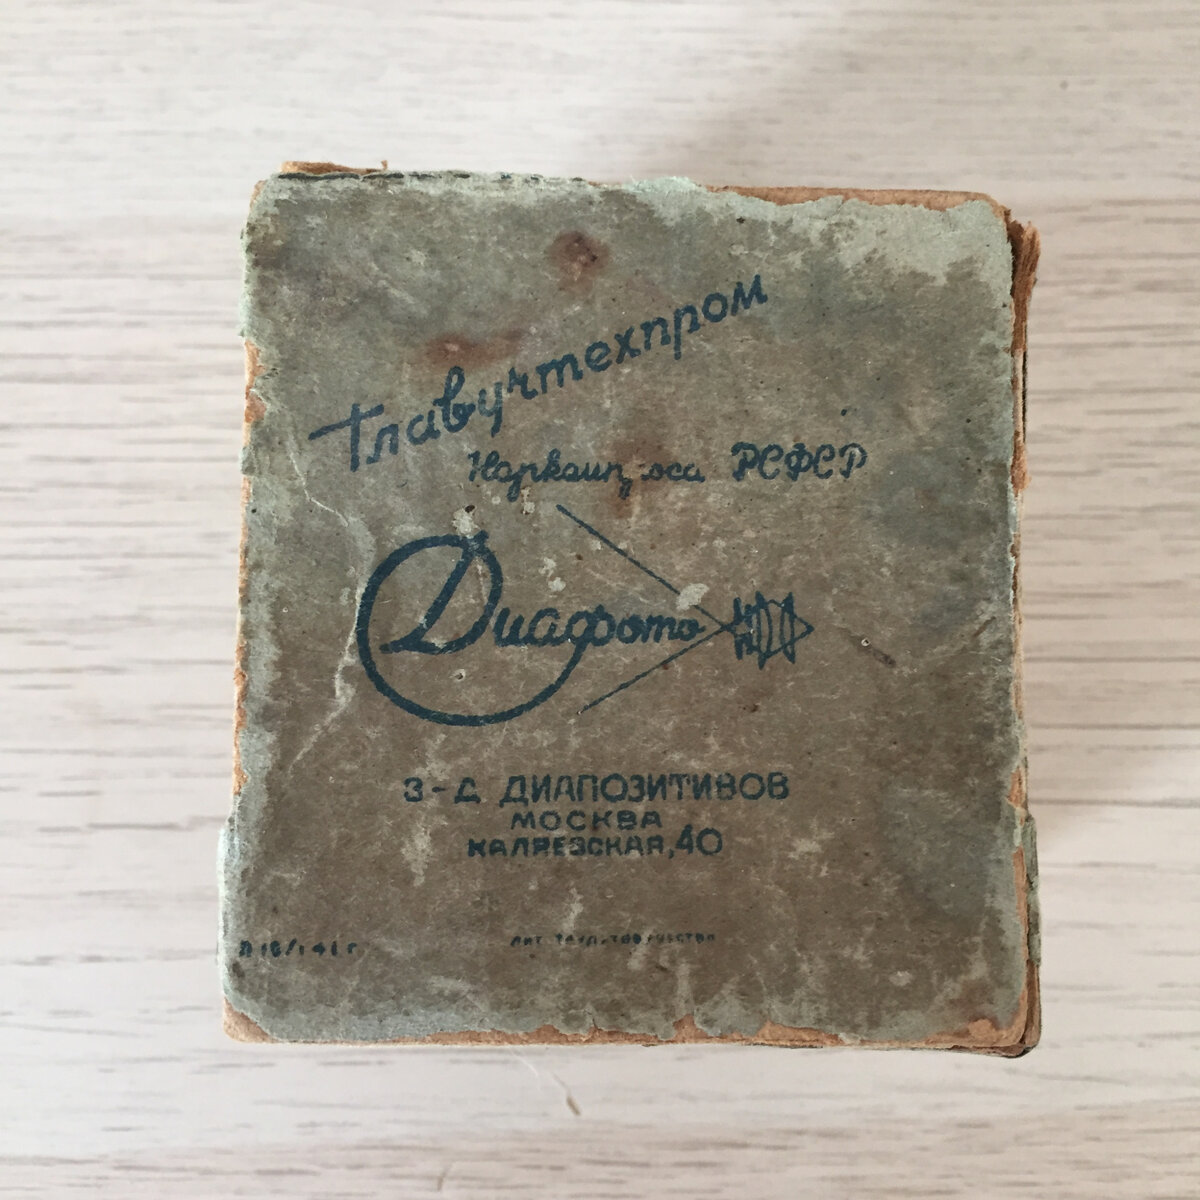 Главучтехпром
Наркомпроса РСФСР
Диафото
З-Д ДИАПОЗИТИВОВ
МОСКВА
КАЛЯЕВСКАЯ, 40